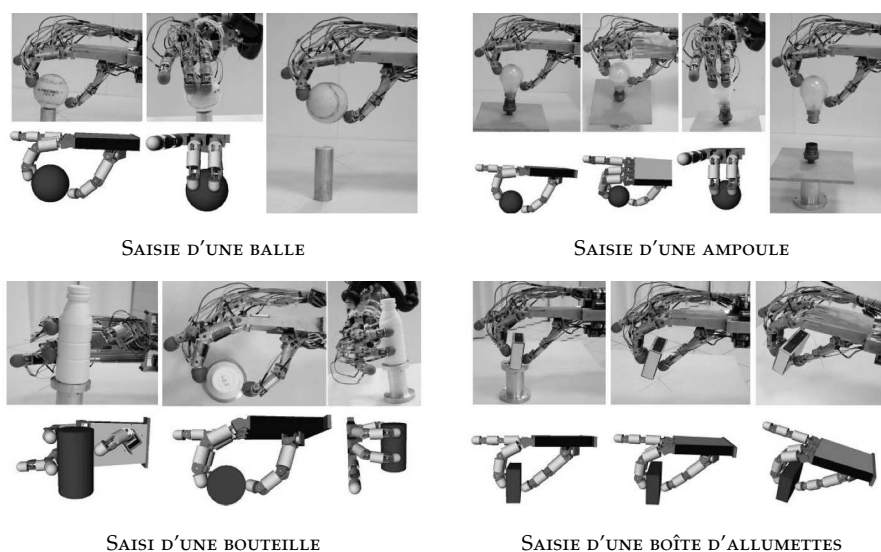 Saisie d'une balle
Saisie d'une ampoule
Saisi d'une bouteille
Saisie d'une boîte d'allumettes